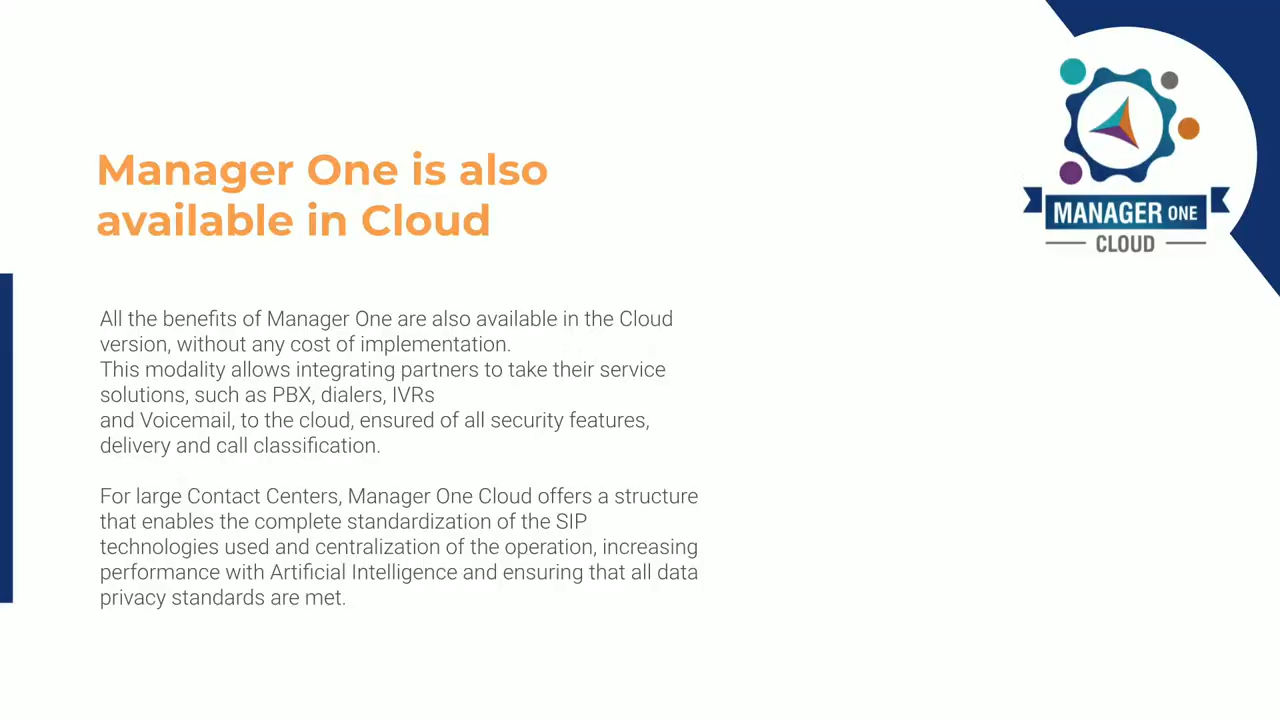 Manager One is also
available in Cloud
MANAGER ONE
CLOUD
All the benefits of Manager One are also available in the Cloud
version, without any cost of implementation.
This modality allows integrating partners to take their service
solutions, such as PBX, dialers, IVRs
and Voicemail, to the cloud, ensured of all security features,
delivery and call classification.
For large Contact Centers, Manager One Cloud offers a structure
that enables the complete standardization of the SIP
technologies used and centralization of the operation, increasing
performance with Artificial Intelligence and ensuring that all data
privacy standards are met.